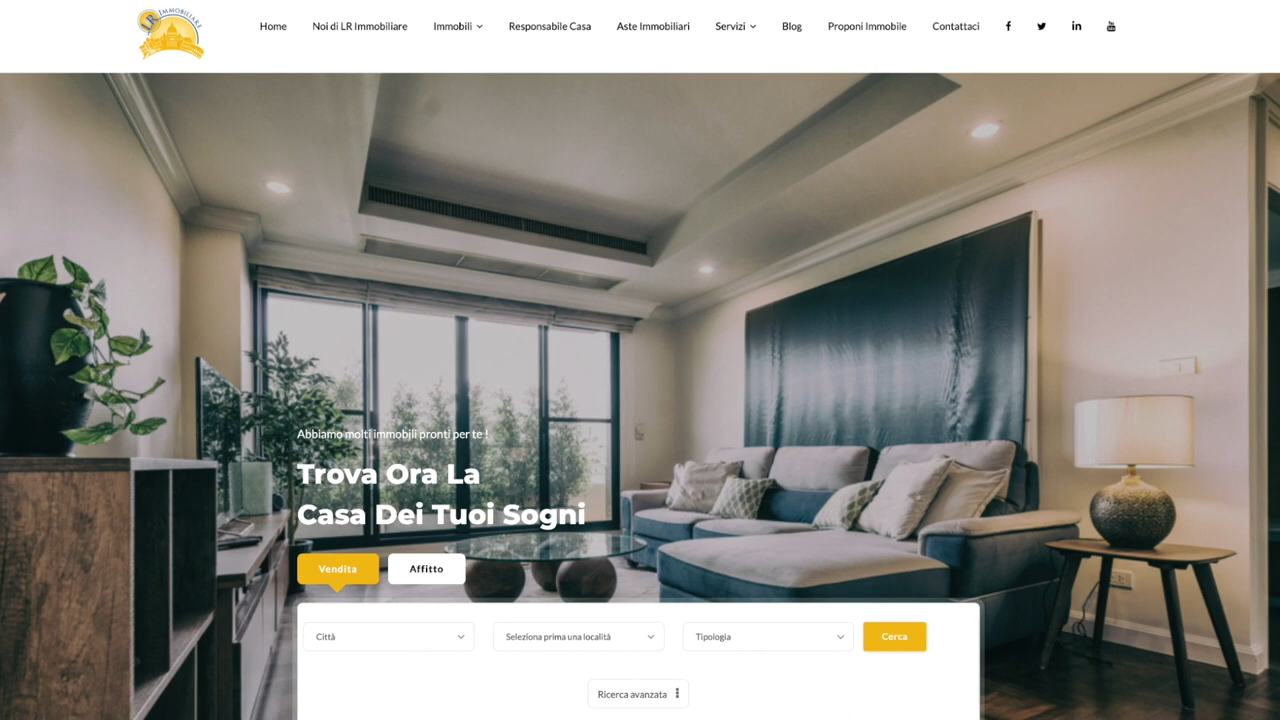 LR IMMOBILIARE
Home
Noi di LR Immobiliare
Immobili
Responsabile Casa
Aste Immobiliari
Servizi
Blog
Proponi Immobile
Contattaci
Abbiamo molti immobili pronti per te !
Trova Ora La
Casa Dei Tuoi Sogni
Vendita
Affitto
Città
Seleziona prima una località
Tipologia
Cerca
Ricerca avanzata